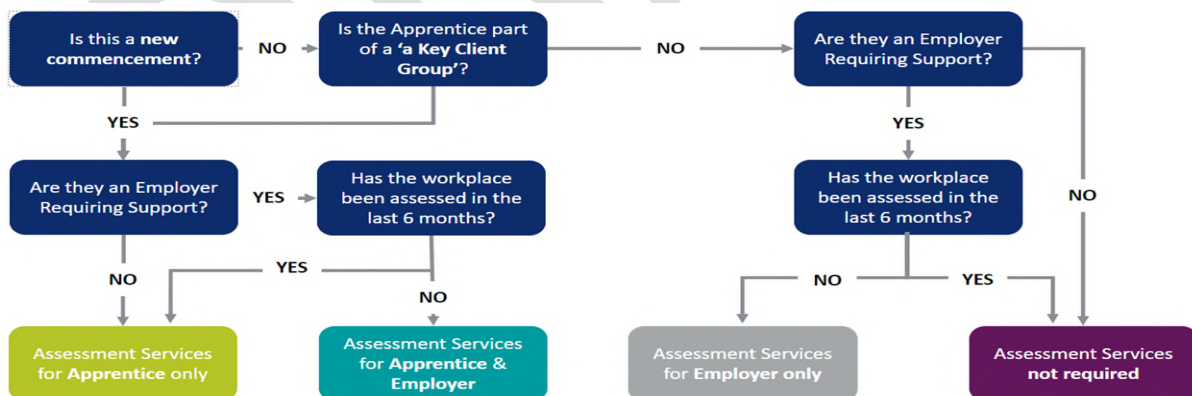 Is this a new
commencement?
NO
Is the Apprentice part
of a ‘a Key Client
Group’?
NO
Are they an Employer
Requiring Support?
YES
YES
Are they an Employer
Requiring Support?
YES
Has the workplace
been assessed in the
last 6 months?
Has the workplace
been assessed in the
last 6 months?
NO
NO
YES
NO
NO
YES
Assessment Services
for Apprentice only
Assessment Services
for Apprentice &
Employer
Assessment Services
for Employer only
Assessment Services
not required